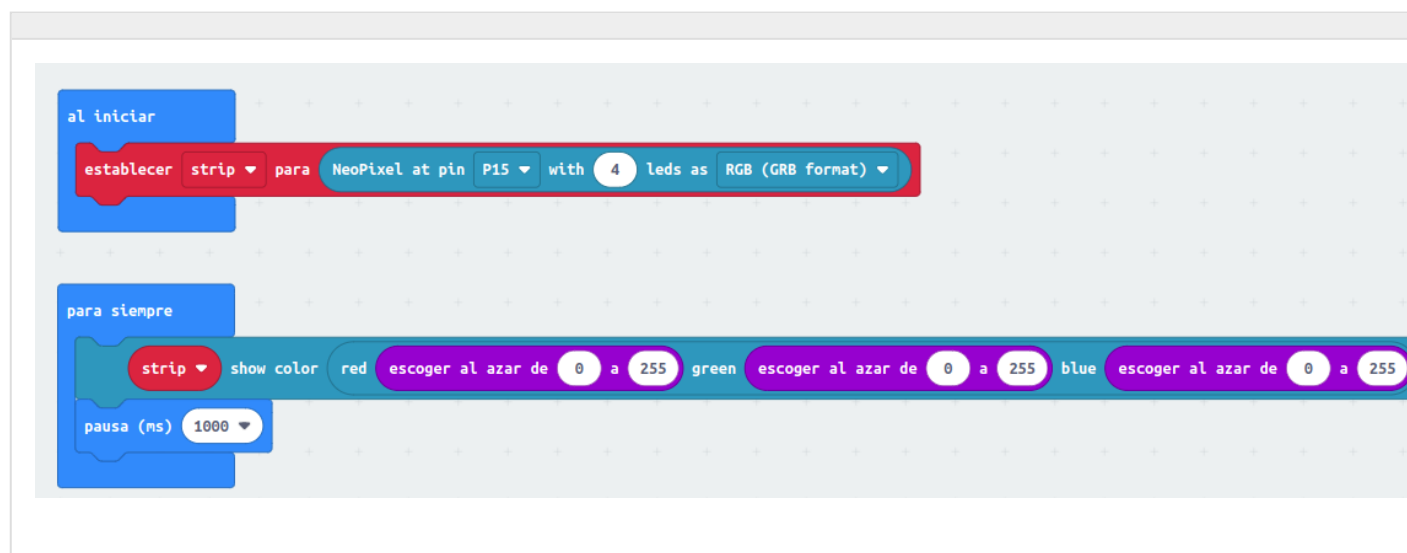 al iniciar
establecer strip para NeoPixel at pin P15 with 4 leds as RGB (GRB format)
para siempre
strip show color red escoger al azar de 0 a 255 green escoger al azar de 0 a 255 blue escoger al azar de 0 a 255
pausa (ms) 1000